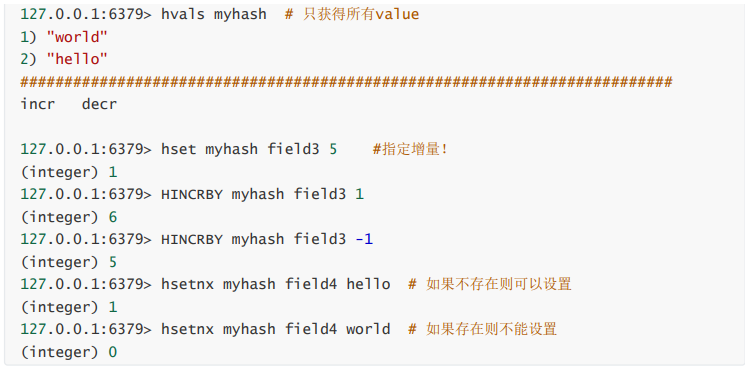 127.0.0.1:6379> hvals myhash # 只获得所有value
1) "world"
2) "hello"
##########################################################################
incr decr
127.0.0.1:6379> hset myhash field3 5 #指定增量！
(integer) 1
127.0.0.1:6379> HINCRBY myhash field3 1
(integer) 6
127.0.0.1:6379> HINCRBY myhash field3 -1
(integer) 5
127.0.0.1:6379> hsetnx myhash field4 hello # 如果不存在则可以设置
(integer) 1
127.0.0.1:6379> hsetnx myhash field4 world # 如果存在则不能设置
(integer) 0